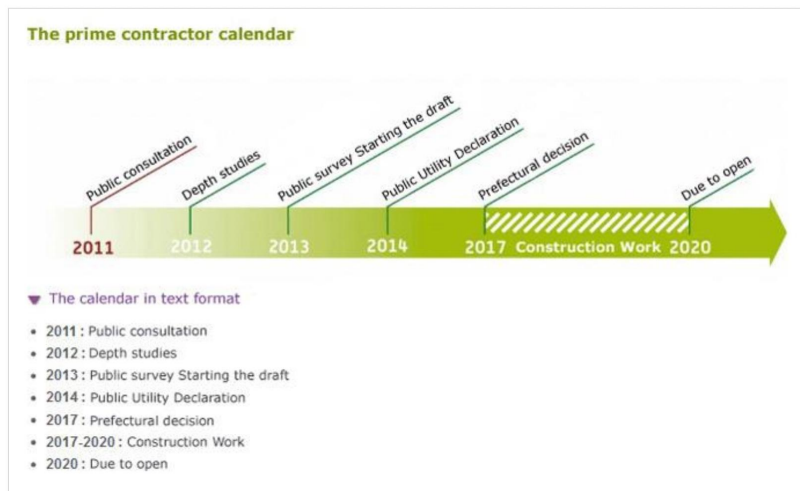 The prime contractor calendar
Public consultation
Depth studies
Public survey Starting the draft
Public Utility Declaration
Prefectural decision
Due to open
2011 2012 2013 2014 2017 Construction Work 2020
The calendar in text format
2011 : Public consultation
2012 : Depth studies
2013 : Public survey Starting the draft
2014 : Public Utility Declaration
2017 : Prefectural decision
2017-2020 : Construction Work
2020 : Due to open